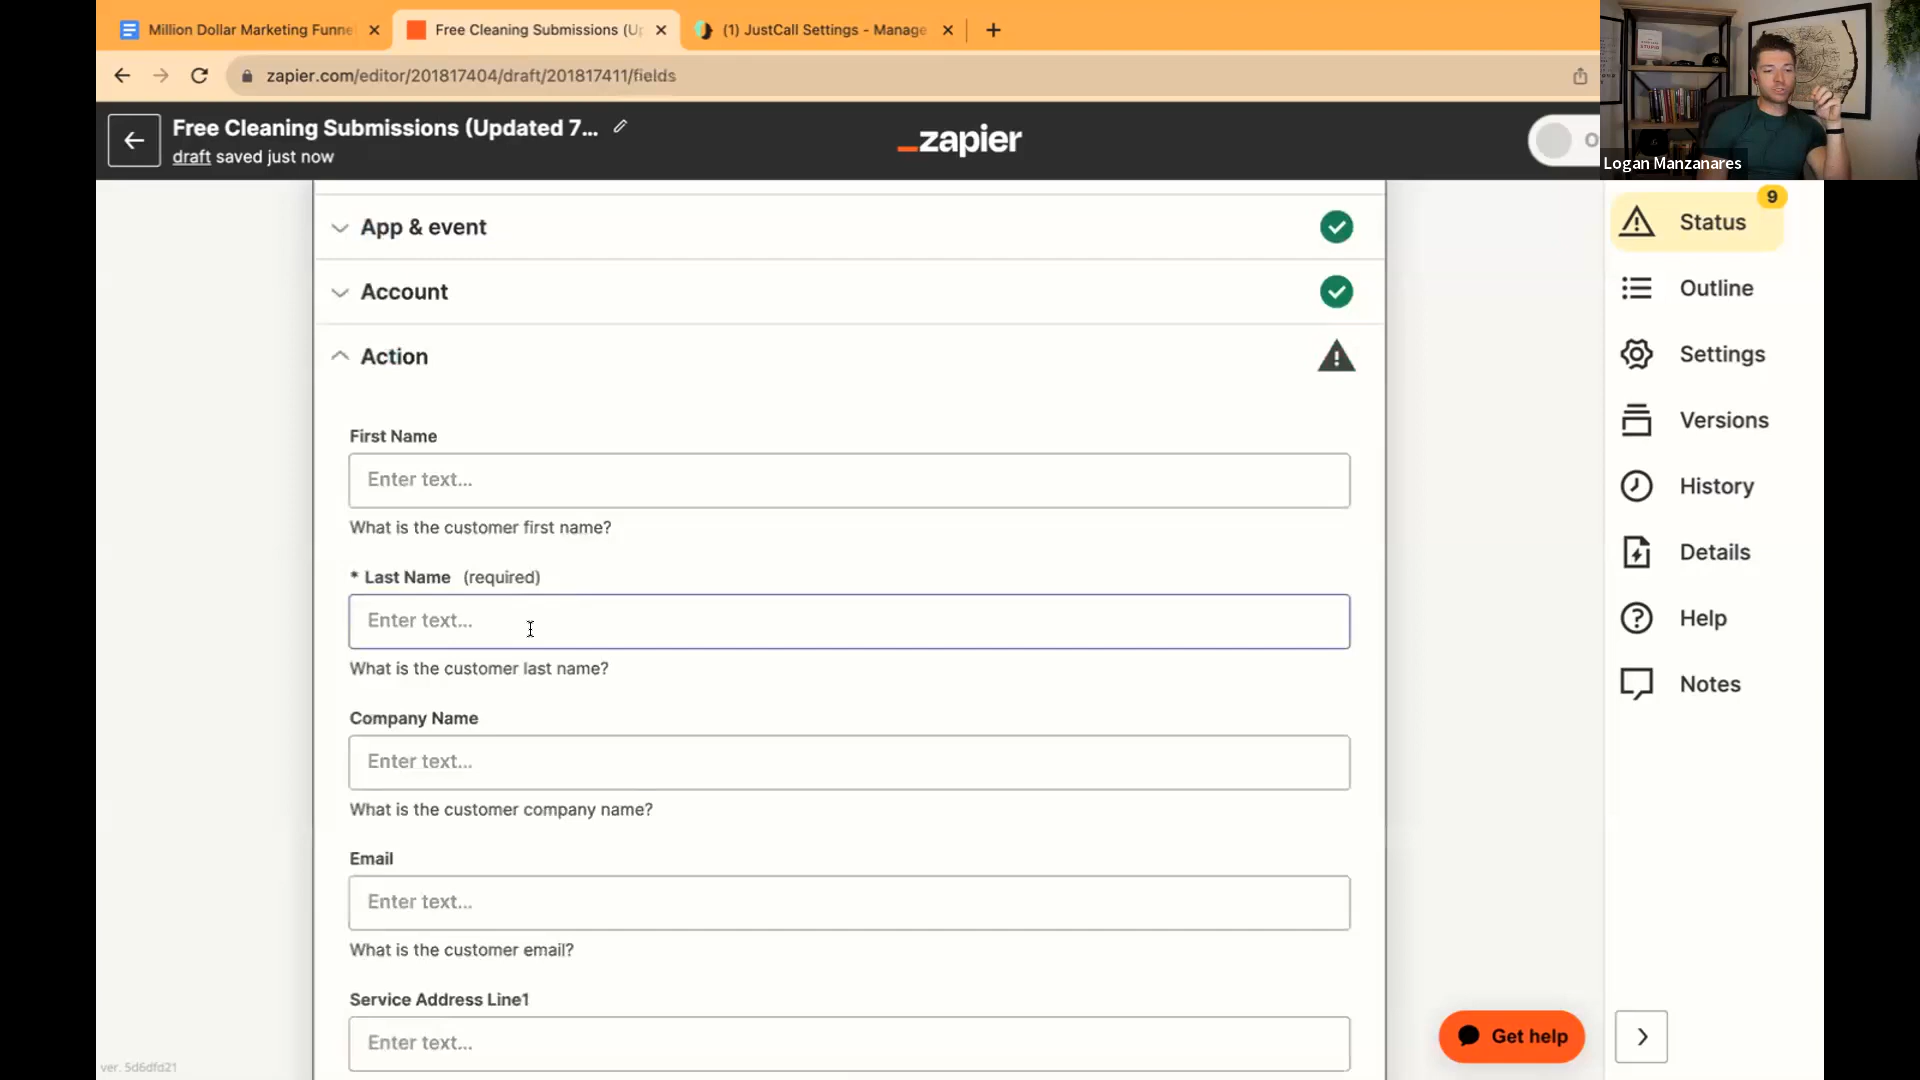 Million Dollar Marketing Funne
Free Cleaning Submissions (U
(1) JustCall Settings - Manage
zapier.com/editor/201817404/draft/201817411/fields
Free Cleaning Submissions (Updated 7...
draft saved just now
zapier
Logan Manzanares
App & event
Account
Action
First Name
Enter text...
What is the customer first name?
* Last Name (required)
Enter text...
What is the customer last name?
Company Name
Enter text...
What is the customer company name?
Email
Enter text...
What is the customer email?
Service Address Line1
Enter text...
9
Status
Outline
Settings
Versions
History
Details
Help
Notes
Get help
ver. 5d6dfd21